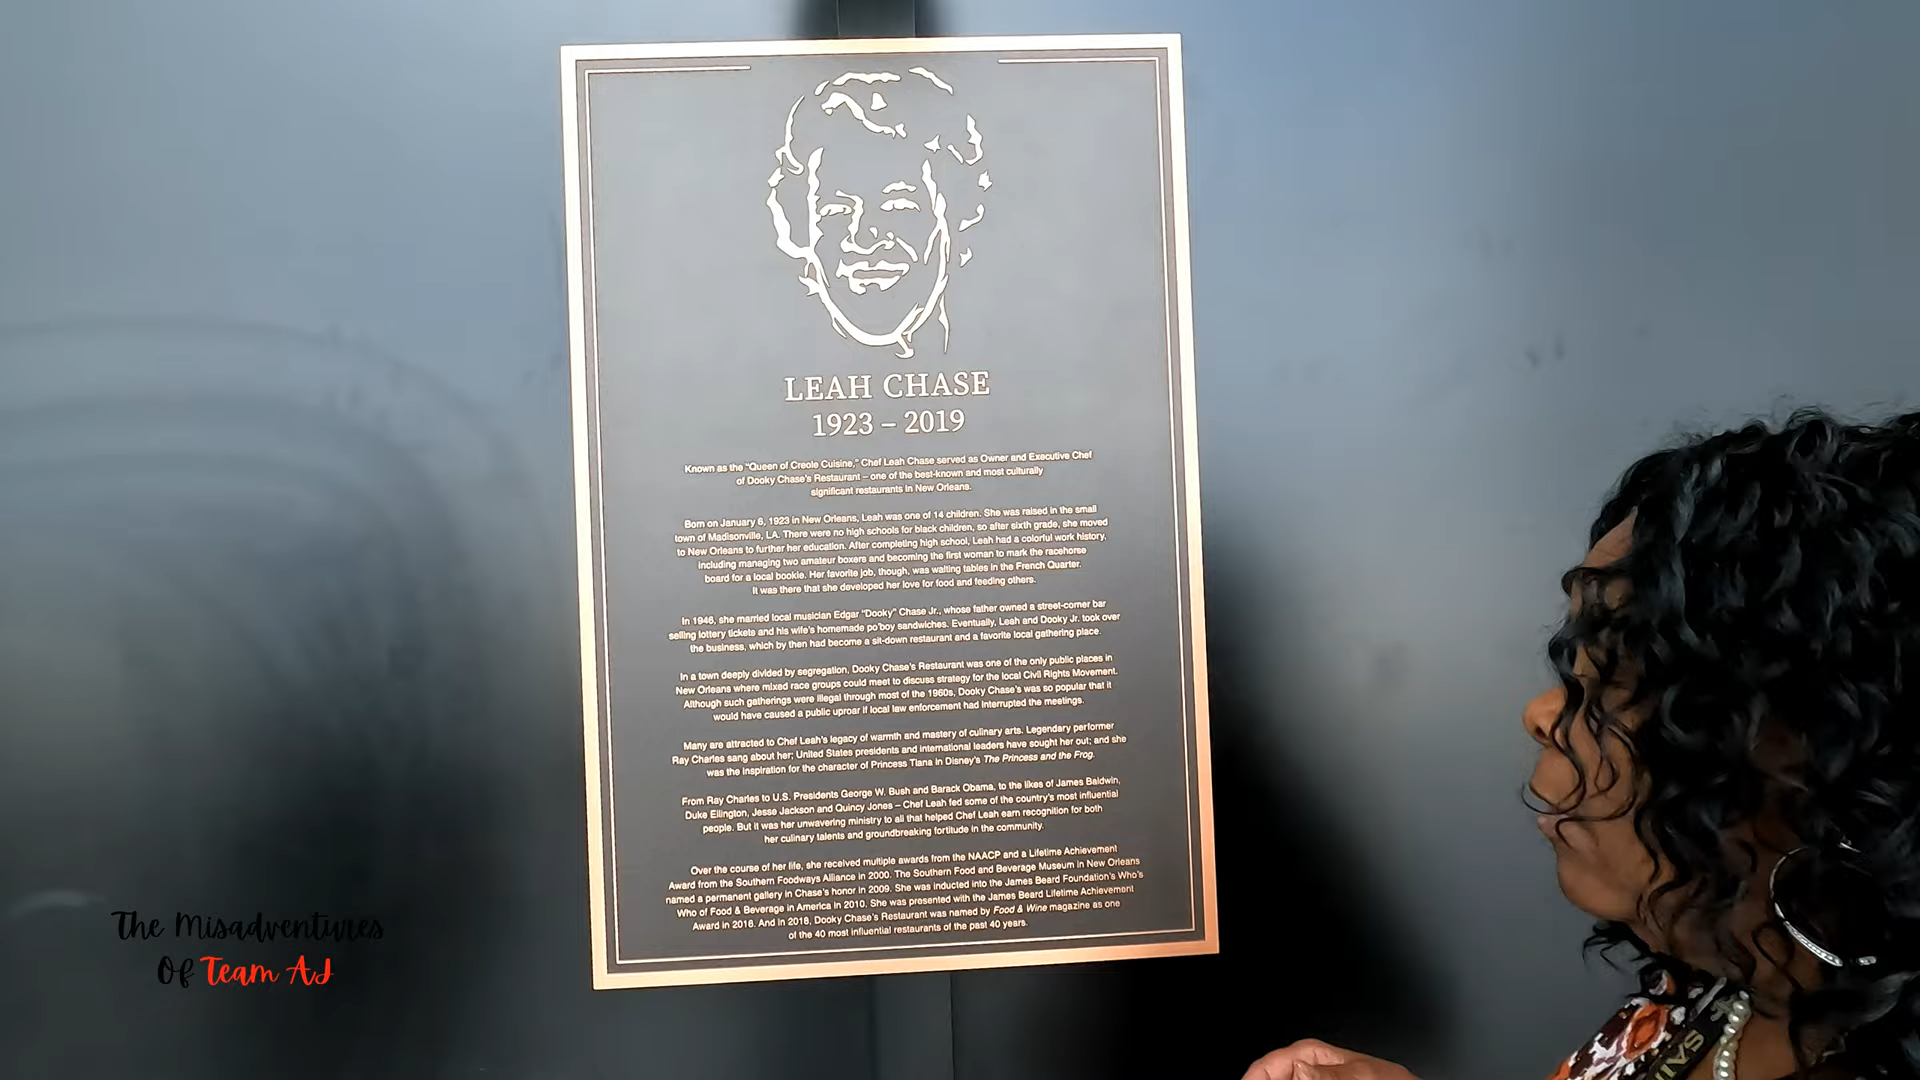 LEAH CHASE
1923 – 2019
Known as the "Queen of Creole Cuisine," Chef Leah Chase served as Owner and Executive Chef
of Dooky Chase's Restaurant – one of the best-known and most culturally
significant restaurants in New Orleans.
Born on January 6, 1923 in New Orleans, Leah was one of 14 children. She was raised in the small
town of Madisonville, LA. There were no high schools for black children, so after sixth grade, she moved
to New Orleans to further her education. After completing high school, Leah had a colorful work history,
including managing two amateur boxers and becoming the first woman to mark the racehorse
board for a local bookie. Her favorite job, though, was waiting tables in the French Quarter.
It was there that she developed her love for food and feeding others.
In 1946, she married local musician Edgar "Dooky" Chase Jr., whose father owned a street-corner bar
selling lottery tickets and his wife's homemade po'boy sandwiches. Eventually, Leah and Dooky Jr. took over
the business, which by then had become a sit-down restaurant and a favorite local gathering place.
In a town deeply divided by segregation, Dooky Chase's Restaurant was one of the only public places in
New Orleans where mixed race groups could meet to discuss strategy for the local Civil Rights Movement.
Although such gatherings were illegal through most of the 1960s, Dooky Chase's was so popular that it
would have caused a public uproar if local law enforcement had interrupted the meetings.
Many are attracted to Chef Leah's legacy of warmth and mastery of culinary arts. Legendary performer
Ray Charles sang about her; United States presidents and international leaders have sought her out; and she
was the inspiration for the character of Princess Tiana in Disney's The Princess and the Frog.
From Ray Charles to U.S. Presidents George W. Bush and Barack Obama, to the likes of James Baldwin,
Duke Ellington, Jesse Jackson and Quincy Jones – Chef Leah fed some of the country's most influential
people. But it was her unwavering ministry to all that helped Chef Leah earn recognition for both
her culinary talents and groundbreaking fortitude in the community.
Over the course of her life, she received multiple awards from the NAACP and a Lifetime Achievement
Award from the Southern Foodways Alliance in 2000. The Southern Food and Beverage Museum in New Orleans
named a permanent gallery in Chase's honor in 2009. She was inducted into the James Beard Foundation's Who's
Who of Food & Beverage in America in 2010. She was presented with the James Beard Lifetime Achievement
Award in 2016. And in 2018, Dooky Chase's Restaurant was named by Food & Wine magazine as one
of the 40 most influential restaurants of the past 40 years.
The Misadventures
Of Team AJ